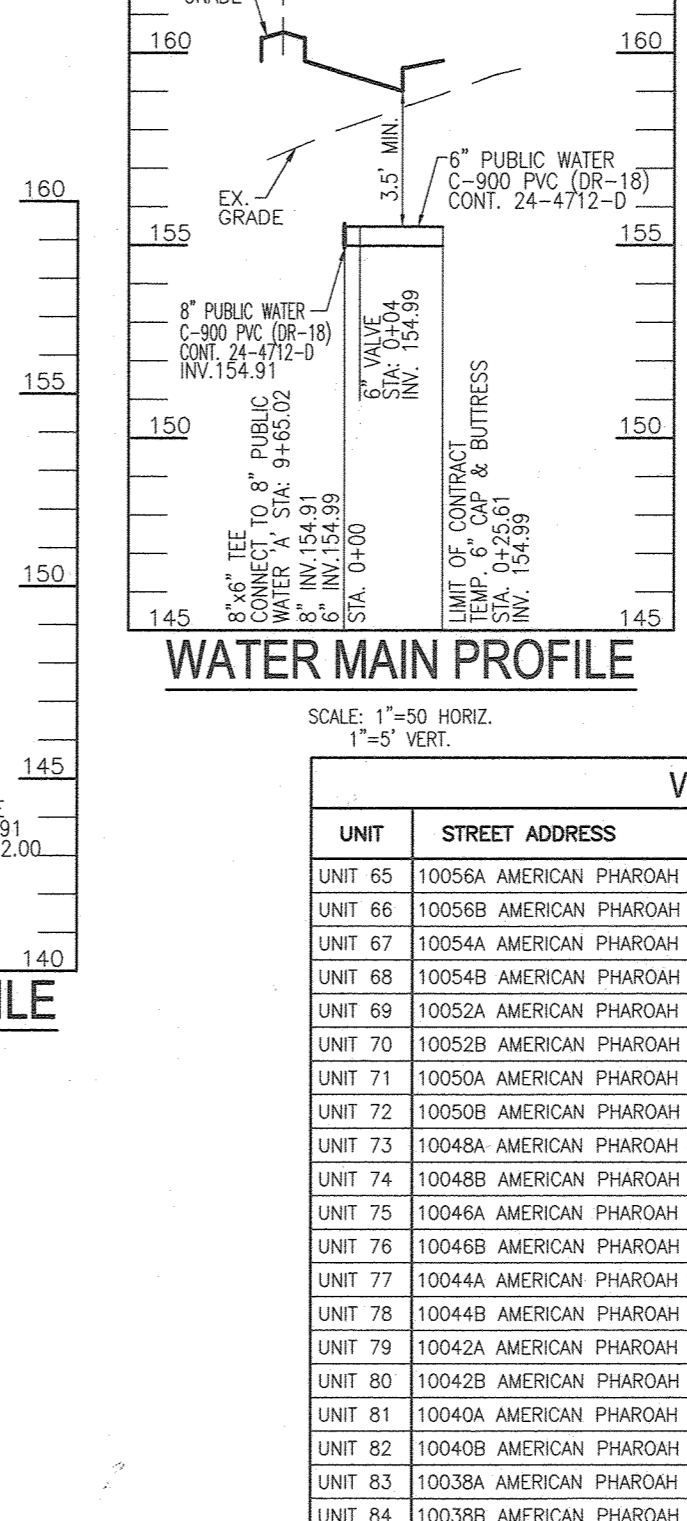 160
160
3.5' MIN.
6" PUBLIC WATER
C-900 PVC (DR-18)
CONT. 24-4712-D
EX.
GRADE
155
155
8" PUBLIC WATER
C-900 PVC (DR-18)
CONT. 24-4712-D
INV.154.91
6" VALVE
STA: 0+04
INV. 154.99
150
150
8"x6" TEE
CONNECT TO 8" PUBLIC
WATER 'A' STA: 9+65.02
8" INV.154.91
6" INV.154.99
STA. 0+00
LIMIT OF CONTRACT
TEMP. 6" CAP & BUTTRESS
STA: 0+25.61
INV. 154.99
145
145
WATER MAIN PROFILE
SCALE: 1"=50 HORIZ.
1"=5' VERT.
160
155
150
145
91
2.00
140
ILE
V
UNIT STREET ADDRESS
UNIT 65 10056A AMERICAN PHAROAH
UNIT 66 10056B AMERICAN PHAROAH
UNIT 67 10054A AMERICAN PHAROAH
UNIT 68 10054B AMERICAN PHAROAH
UNIT 69 10052A AMERICAN PHAROAH
UNIT 70 10052B AMERICAN PHAROAH
UNIT 71 10050A AMERICAN PHAROAH
UNIT 72 10050B AMERICAN PHAROAH
UNIT 73 10048A AMERICAN PHAROAH
UNIT 74 10048B AMERICAN PHAROAH
UNIT 75 10046A AMERICAN PHAROAH
UNIT 76 10046B AMERICAN PHAROAH
UNIT 77 10044A AMERICAN PHAROAH
UNIT 78 10044B AMERICAN PHAROAH
UNIT 79 10042A AMERICAN PHAROAH
UNIT 80 10042B AMERICAN PHAROAH
UNIT 81 10040A AMERICAN PHAROAH
UNIT 82 10040B AMERICAN PHAROAH
UNIT 83 10038A AMERICAN PHAROAH
UNIT 84 10038B AMERICAN PHAROAH